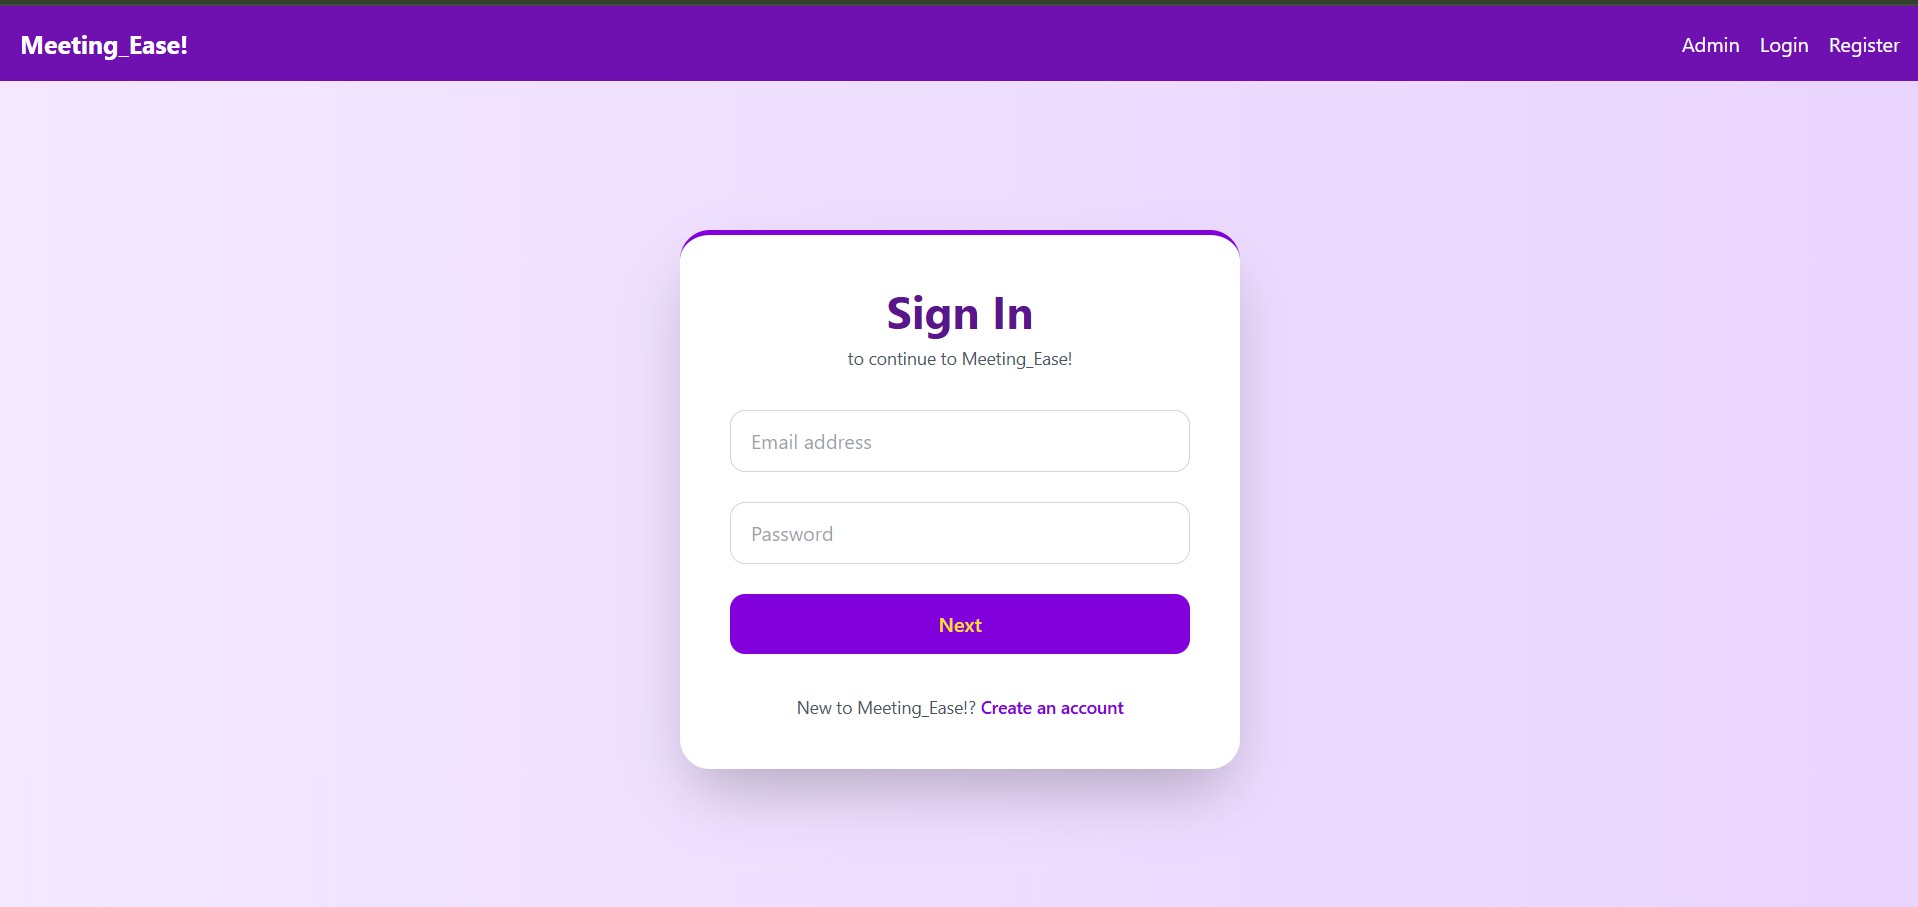 Meeting_Ease!
Admin Login Register
Sign In
to continue to Meeting_Ease!
Email address
Password
Next
New to Meeting_Ease!? Create an account